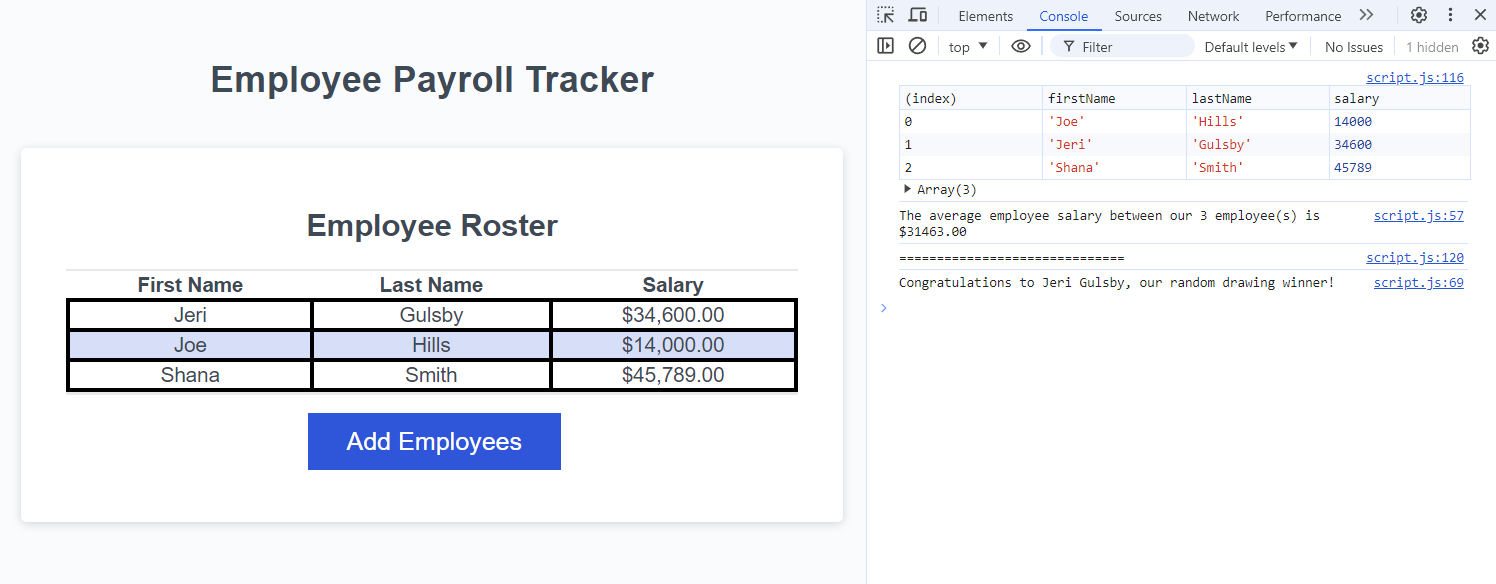 Employee Payroll Tracker
Employee Roster
First Name Last Name Salary
Jeri Gulsby $34,600.00
Joe Hills $14,000.00
Shana Smith $45,789.00
Add Employees
Elements Console Sources Network Performance
top Filter Default levels No Issues 1 hidden
script.js:116
(index) firstName lastName salary
0 'Joe' 'Hills' 14000
1 'Jeri' 'Gulsby' 34600
2 'Shana' 'Smith' 45789
Array(3)
The average employee salary between our 3 employee(s) is script.js:57
$31463.00
============================== script.js:120
Congratulations to Jeri Gulsby, our random drawing winner! script.js:69